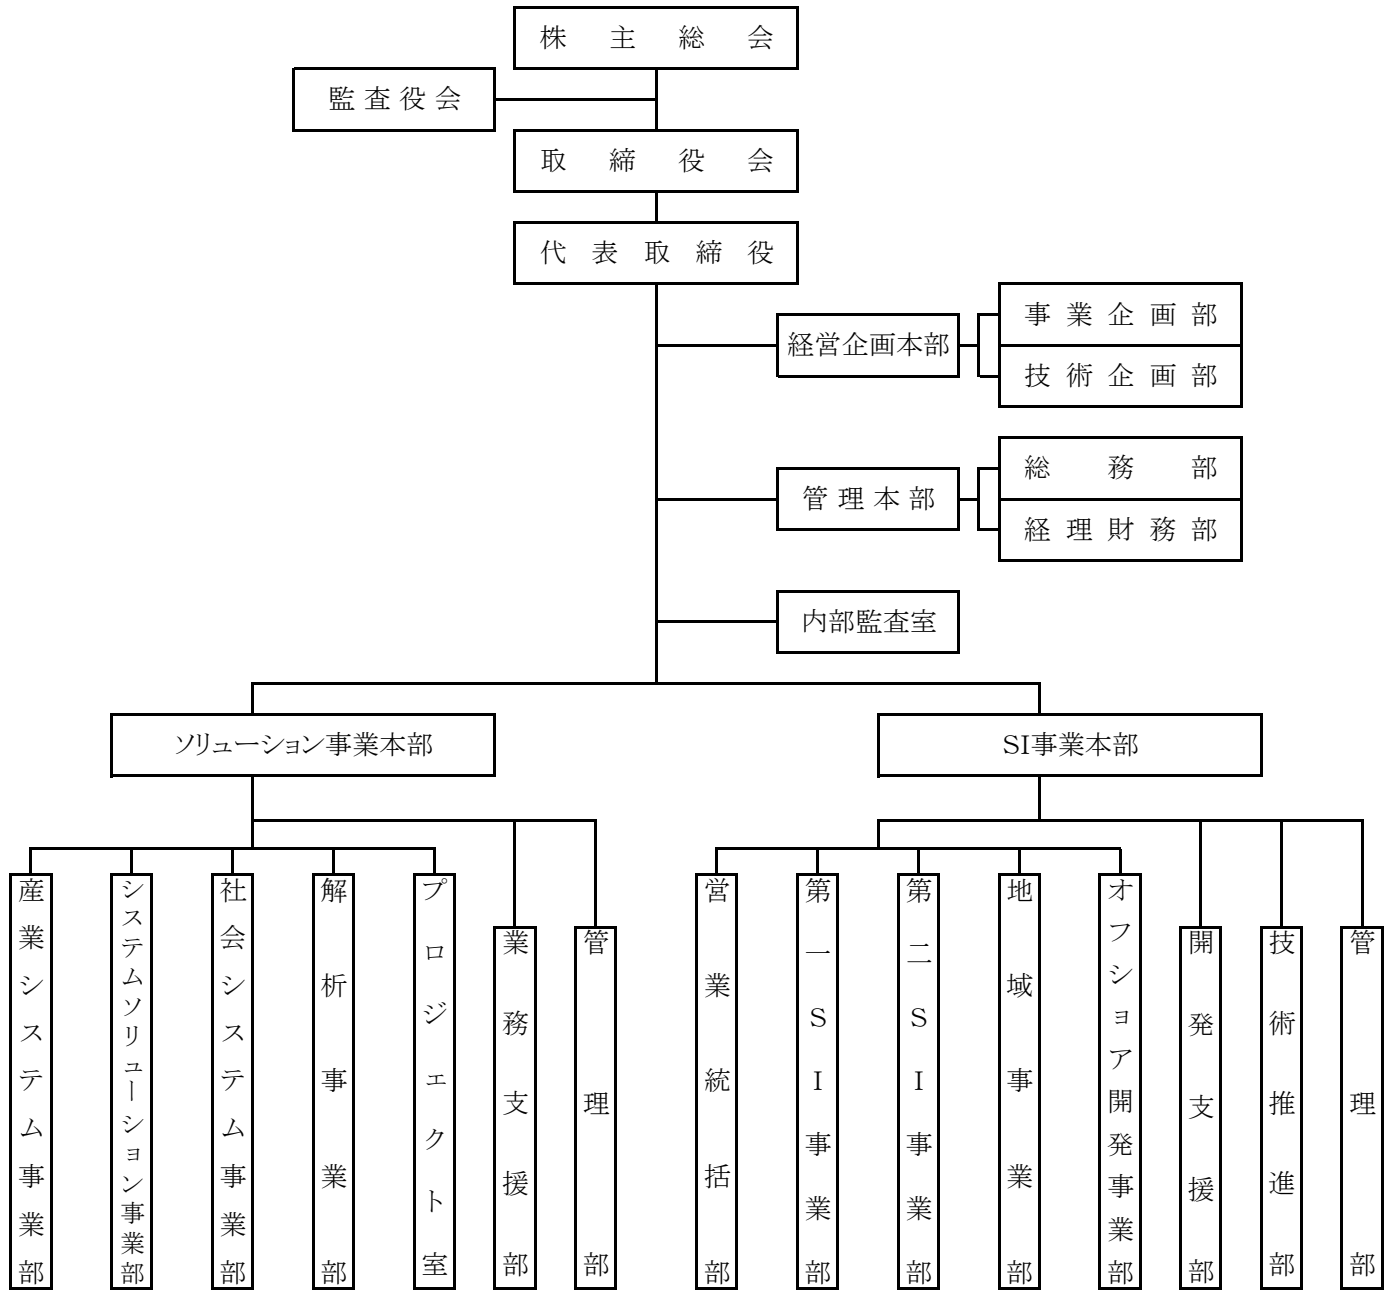 株主総会
監査役会
取締役会
代表取締役
経営企画本部
事業企画部
技術企画部
管理本部
総務部
経理財務部
内部監査室
ソリューション事業本部
SI事業本部
産業システム事業部
システムソリューション事業部
社会システム事業部
解析事業部
プロジェクト室
業務支援部
管理部
営業統括部
第一SI事業部
第二SI事業部
地域事業部
オフショア開発事業部
開発支援部
技術推進部
管理部